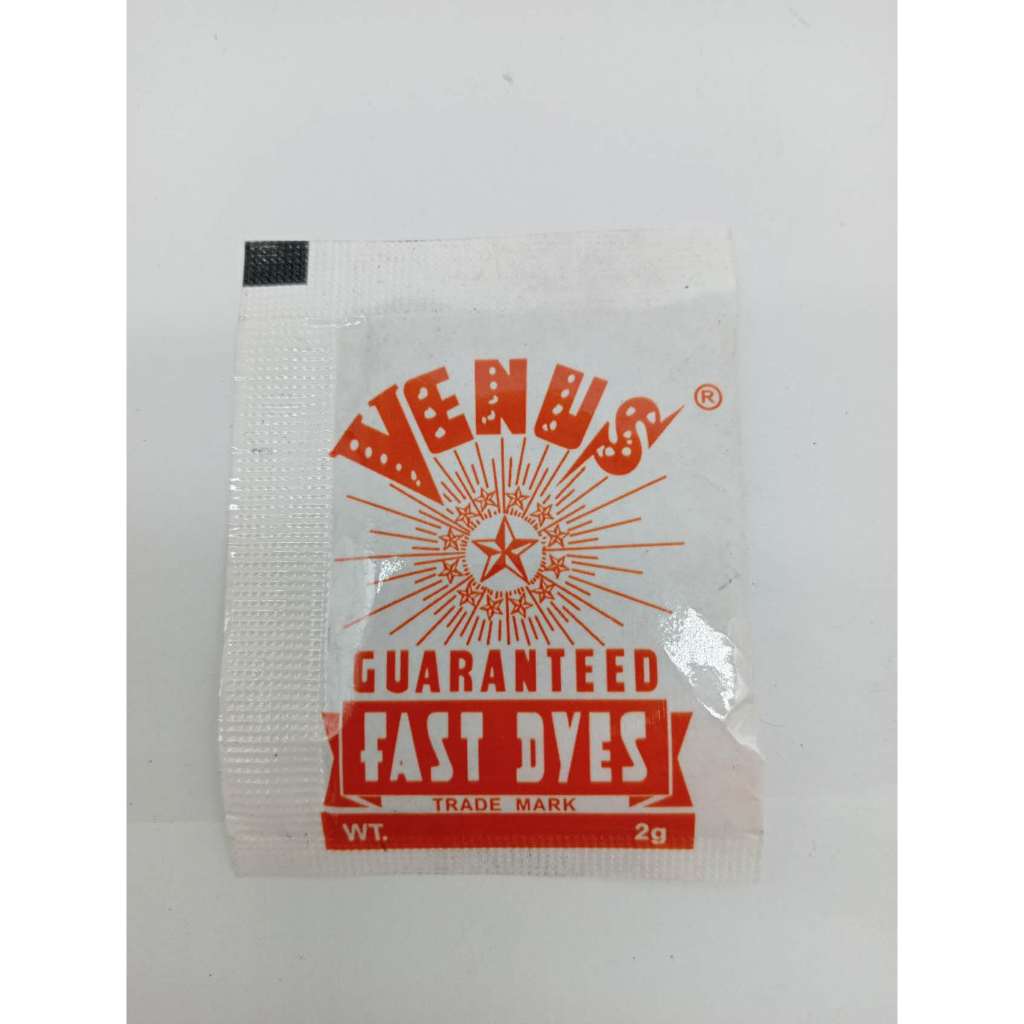 VENUS ®
GUARANTEED
FAST DYES
TRADE MARK
WT. 2g